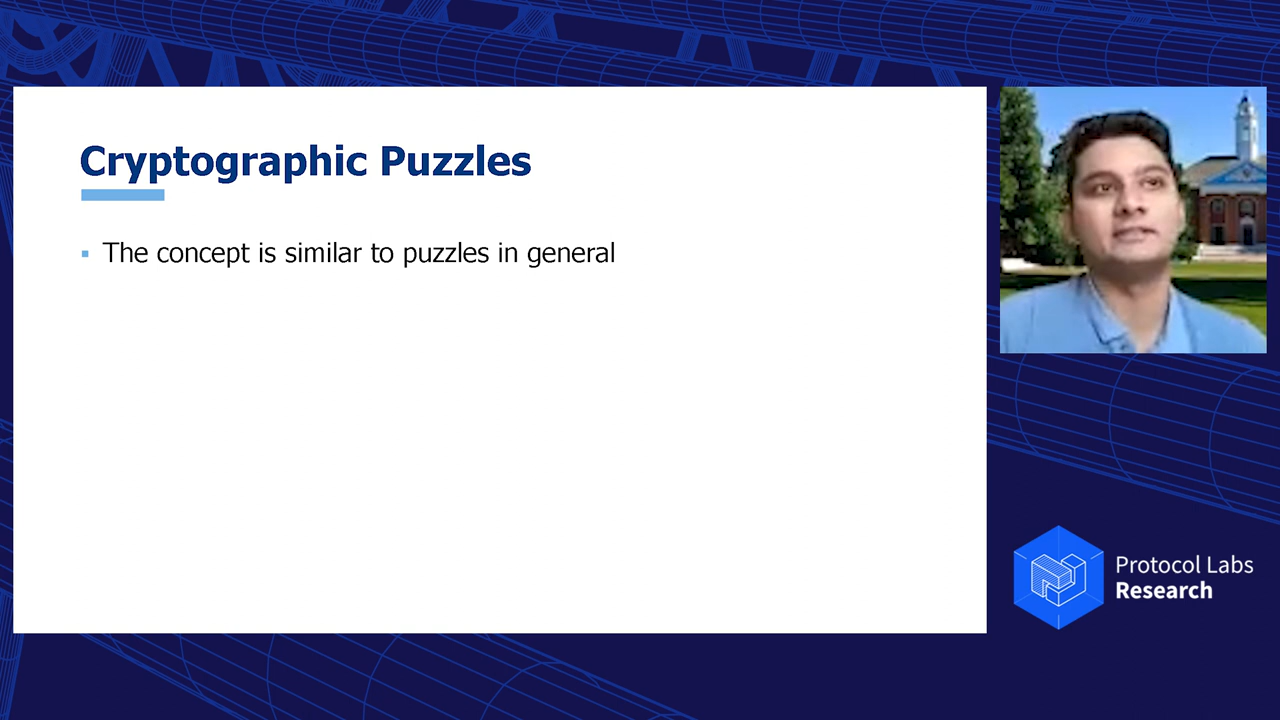 Cryptographic Puzzles
The concept is similar to puzzles in general
Protocol Labs
Research